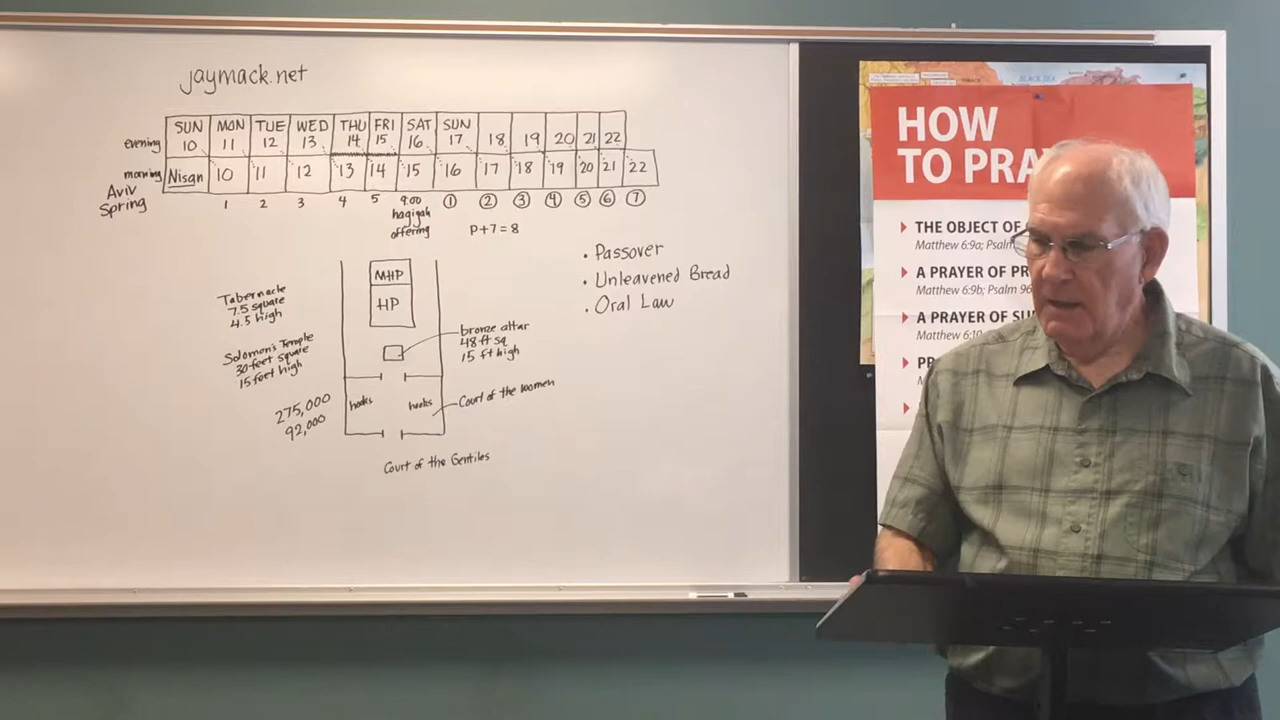 jaymack.net
SUN MON TUE WED THU FRI SAT SUN
evening 10 11 12 13 14 15 16 17 18 19 20 21 22
morning Nisan 10 11 12 13 14 15 16 17 18 19 20 21 22
Aviv
Spring
1 2 3 4 5 9:00 1 2 3 4 5 6 7
hagigah
offering
P+7=8
• Passover
• Unleavened Bread
• Oral Law
MHP
HP
Tabernacle
7.5 square
4.5 high
Solomon's Temple
30 feet square
15 feet high
275,000
92,000
bronze altar
48 ft sq
15 ft high
hooks hooks
Court of the women
Court of the Gentiles
BLACK SEA
HOW
TO PRA
THE OBJECT OF
Matthew 6:9a; Psalm
A PRAYER OF PR
Matthew 6:9b; Psalm 96
A PRAYER OF SU
Matthew 6:10
PR